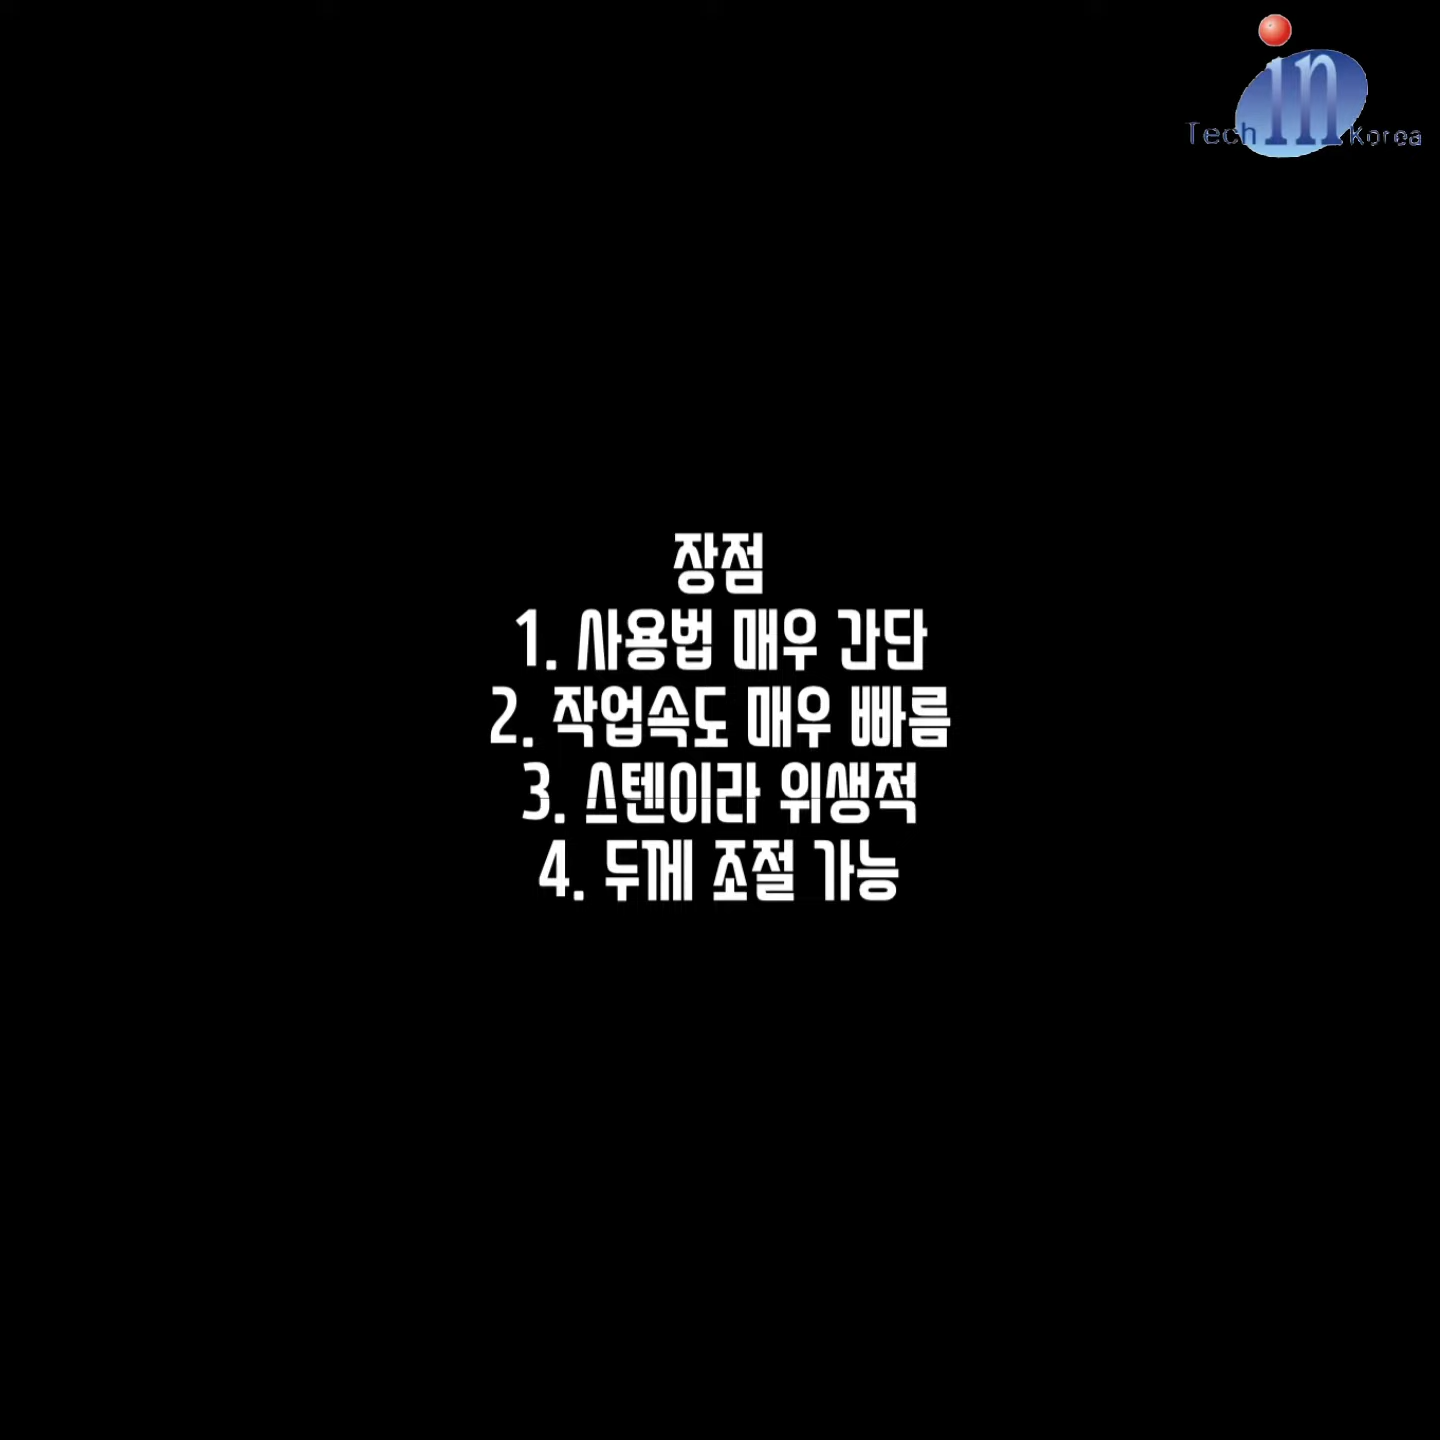 Tech in Korea
장점
1. 사용법 매우 간단
2. 작업속도 매우 빠름
3. 스텐이라 위생적
4. 두께 조절 가능